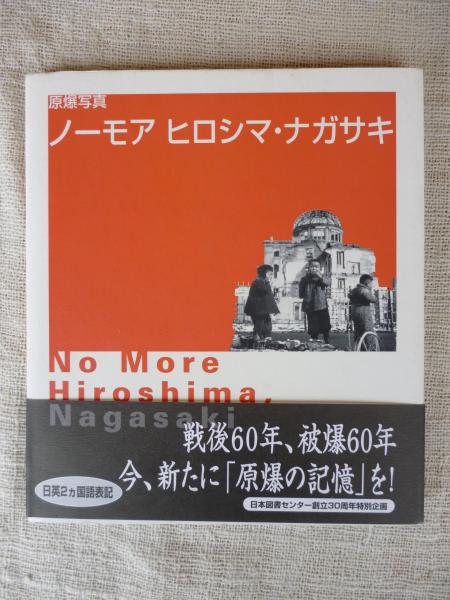 原爆写真
ノーモア ヒロシマ・ナガサキ
No More
Hiroshima,
Nagasaki
戦後60年、被爆60年
今、新たに「原爆の記憶」を!
日英2ヵ国語表記
日本図書センター創立30周年特別企画